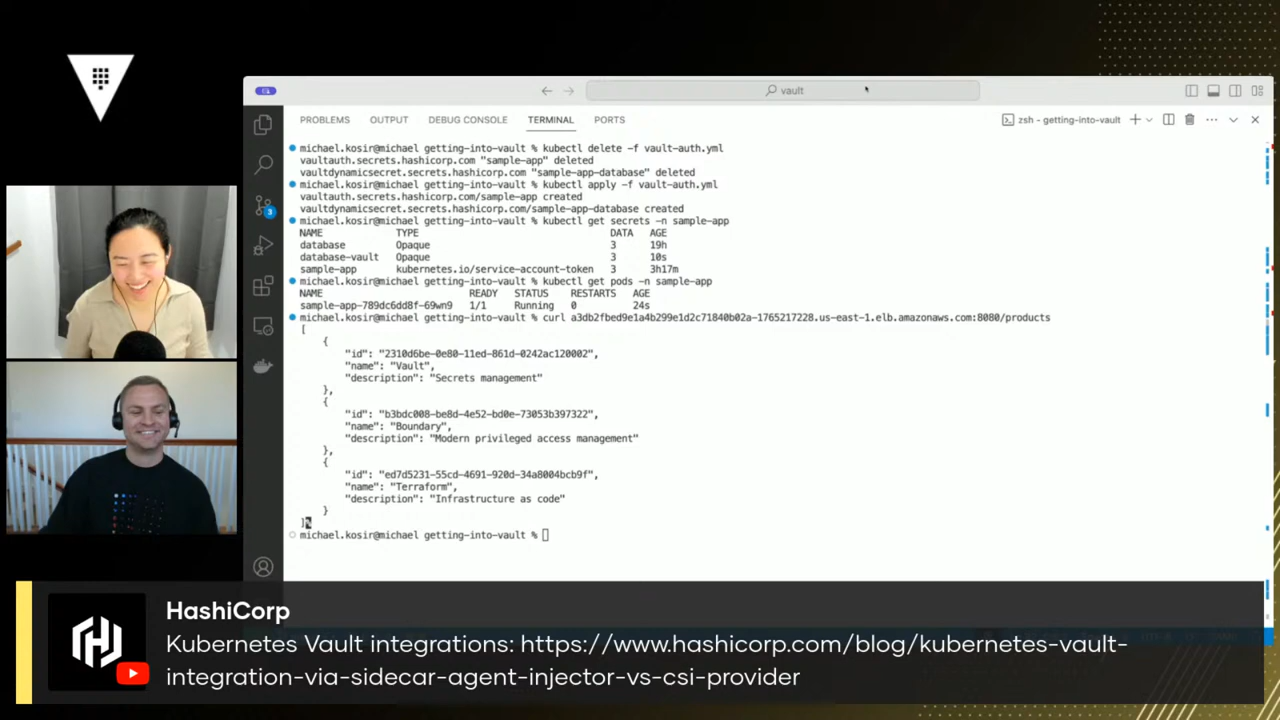 vault
PROBLEMS OUTPUT DEBUG CONSOLE TERMINAL PORTS zsh - getting-into-vault
michael.kosir@michael getting-into-vault % kubectl delete -f vault-auth.yml
vaultauth.secrets.hashicorp.com "sample-app" deleted
vaultdynamicsecret.secrets.hashicorp.com "sample-app-database" deleted
michael.kosir@michael getting-into-vault % kubectl apply -f vault-auth.yml
vaultauth.secrets.hashicorp.com/sample-app created
vaultdynamicsecret.secrets.hashicorp.com/sample-app-database created
michael.kosir@michael getting-into-vault % kubectl get secrets -n sample-app
NAME TYPE DATA AGE
database Opaque 3 19h
database-vault Opaque 3 10s
sample-app kubernetes.io/service-account-token 3 3h17m
michael.kosir@michael getting-into-vault % kubectl get pods -n sample-app
NAME READY STATUS RESTARTS AGE
sample-app-789dc6dd8f-69wn9 1/1 Running 0 24s
michael.kosir@michael getting-into-vault % curl a3db2fbed9e1a4b299e1d2c71840b02a-1765217228.us-east-1.elb.amazonaws.com:8080/products
[
{
"id": "2310d6be-0e80-11ed-861d-0242ac120002",
"name": "Vault",
"description": "Secrets management"
},
{
"id": "b3bdc008-be8d-4e52-bd0e-73053b397322",
"name": "Boundary",
"description": "Modern privileged access management"
},
{
"id": "ed7d5231-55cd-4691-920d-34a8004bcb9f",
"name": "Terraform",
"description": "Infrastructure as code"
}
]%
michael.kosir@michael getting-into-vault %
3
HashiCorp
Kubernetes Vault integrations: https://www.hashicorp.com/blog/kubernetes-vault-
integration-via-sidecar-agent-injector-vs-csi-provider